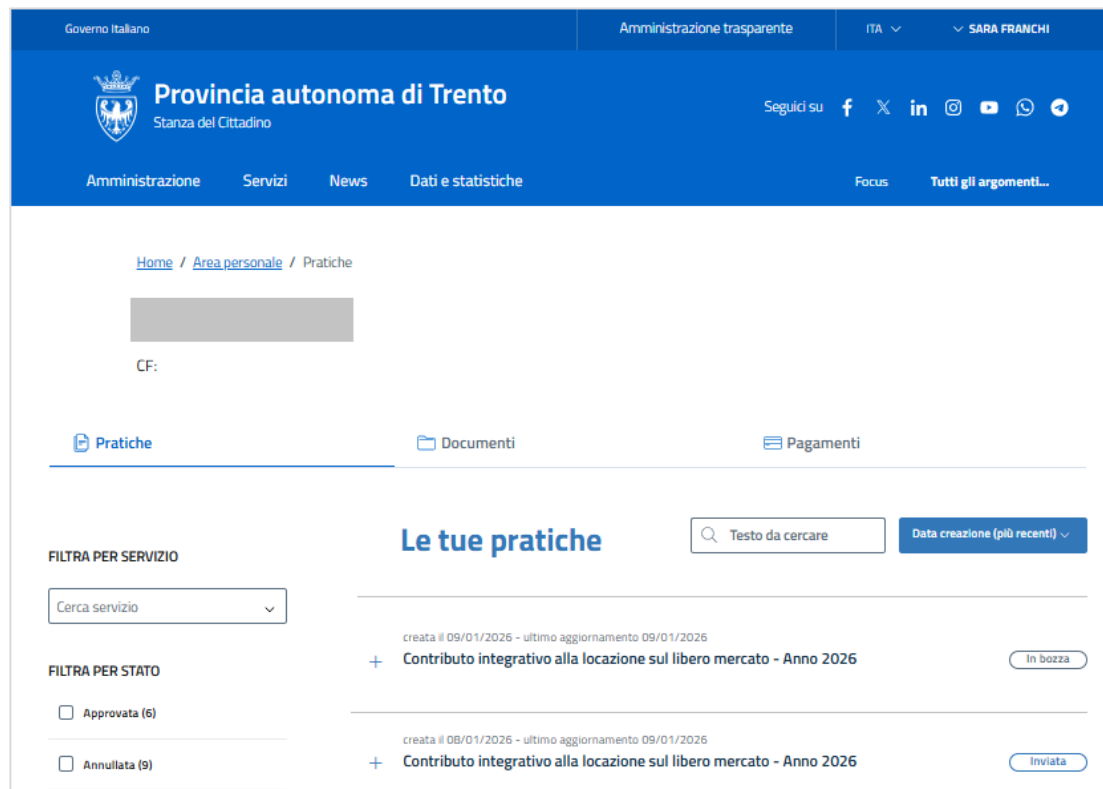 Governo Italiano
Amministrazione trasparente
ITA
SARA FRANCHI
Provincia autonoma di Trento
Stanza del Cittadino
Seguici su
Amministrazione Servizi News Dati e statistiche
Focus Tutti gli argomenti...
Home / Area personale / Pratiche
CF:
Pratiche
Documenti
Pagamenti
FILTRA PER SERVIZIO
Cerca servizio
FILTRA PER STATO
Approvata (6)
Annullata (9)
Le tue pratiche
Testo da cercare
Data creazione (più recenti)
creata il 09/01/2026 - ultimo aggiornamento 09/01/2026
Contributo integrativo alla locazione sul libero mercato - Anno 2026
In bozza
creata il 08/01/2026 - ultimo aggiornamento 09/01/2026
Contributo integrativo alla locazione sul libero mercato - Anno 2026
Inviata